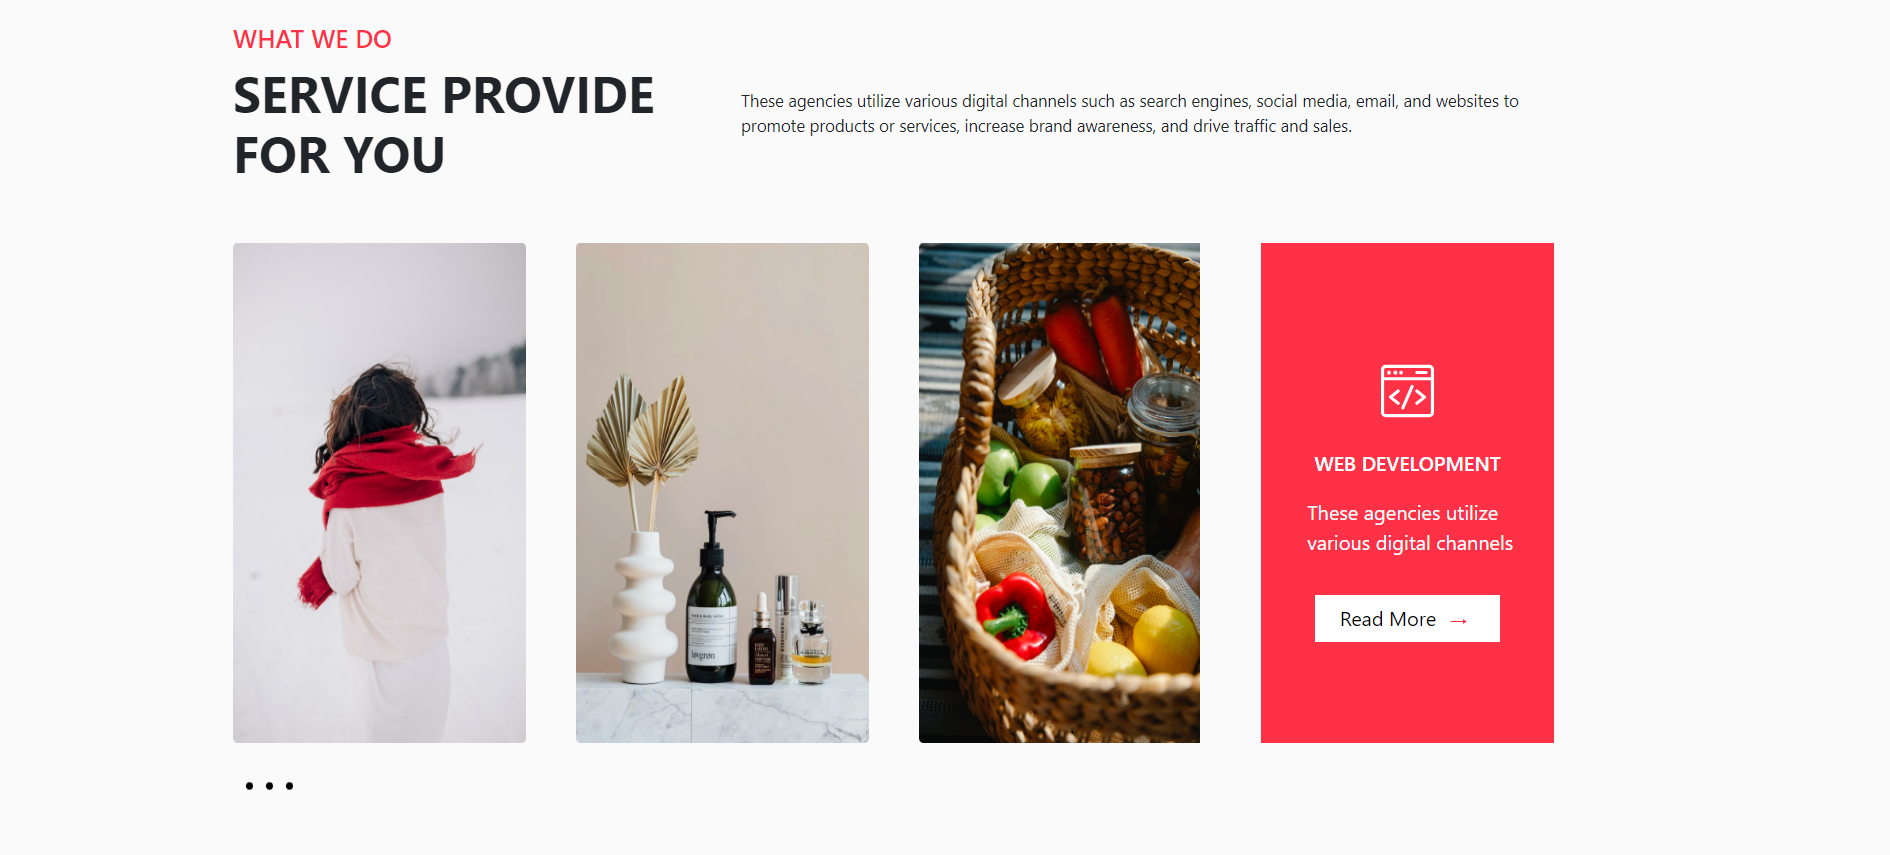 WHAT WE DO
SERVICE PROVIDE
FOR YOU
These agencies utilize various digital channels such as search engines, social media, email, and websites to
promote products or services, increase brand awareness, and drive traffic and sales.
løvegrøn
WEB DEVELOPMENT
These agencies utilize
various digital channels
Read More →